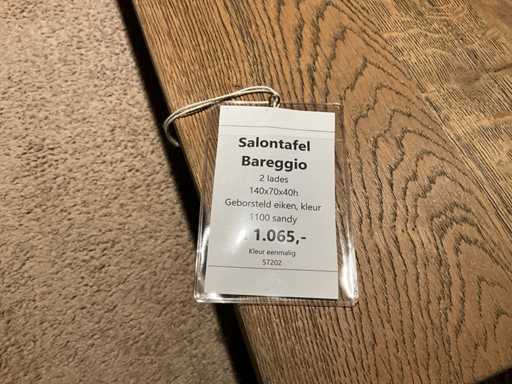 Salontafel
Bareggio
2 lades
140x70x40h
Geborsteld eiken, kleur
1100 sandy
1.065,-
Kleur eenmalig
57202